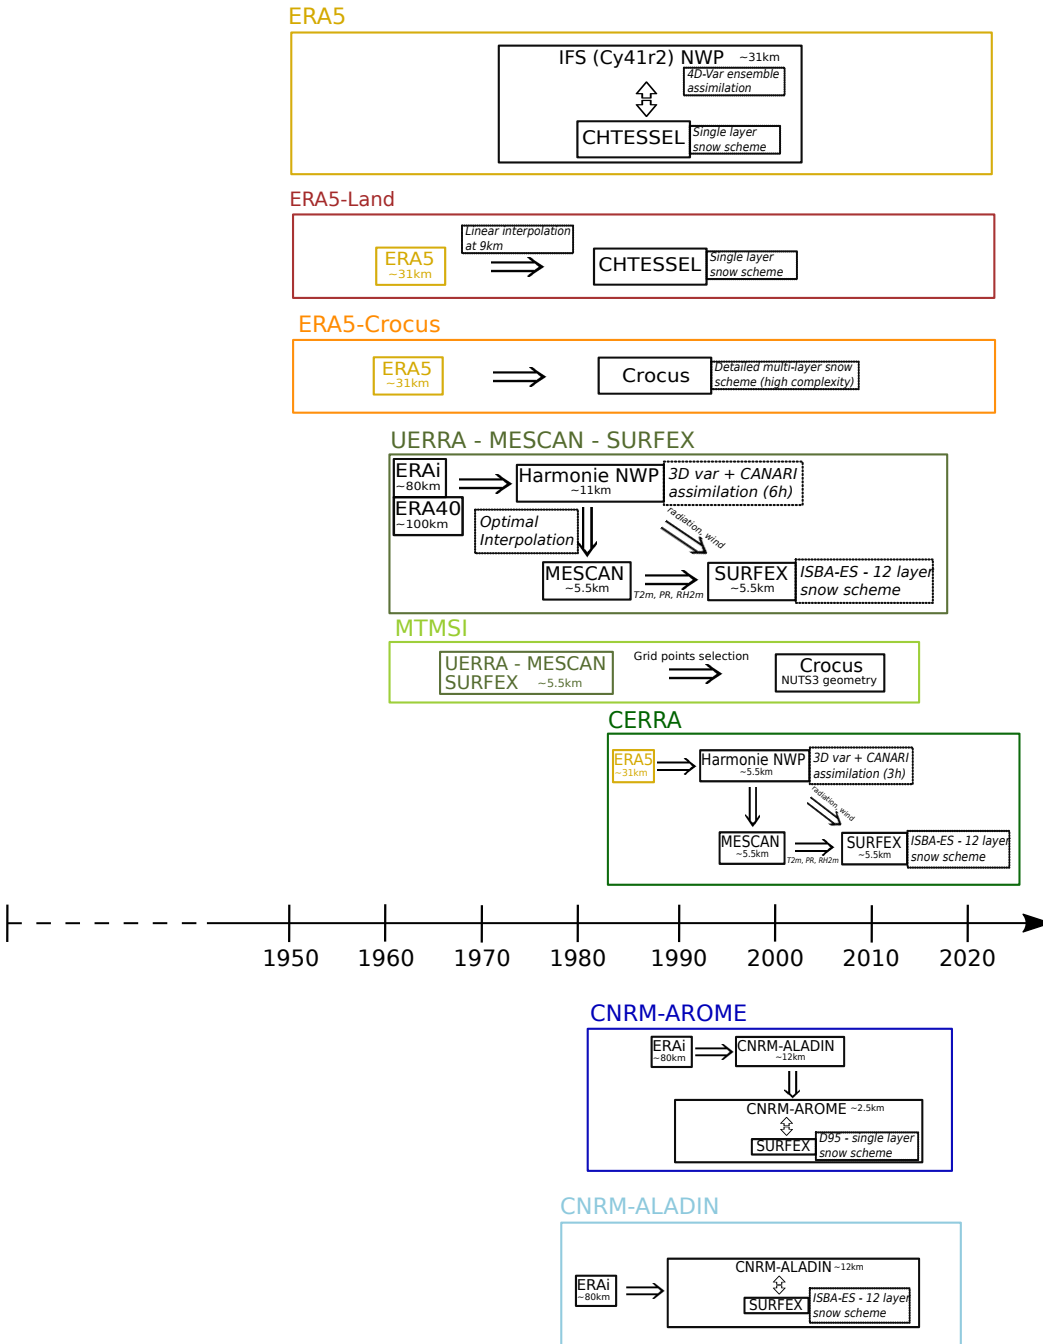 ERA5
IFS (Cy41r2) NWP ~31km
4D-Var ensemble
assimilation
CHTESSEL
Single layer
snow scheme
ERA5-Land
Linear interpolation
at 9km
ERA5
~31km
CHTESSEL
Single layer
snow scheme
ERA5-Crocus
ERA5
~31km
Crocus
Detailed multi-layer snow
scheme (high complexity)
UERRA - MESCAN - SURFEX
ERAi
~80km
ERA40
~100km
Harmonie NWP
~11km
3D var + CANARI
assimilation (6h)
Optimal
Interpolation
radiation, wind
MESCAN
~5.5km
T2m, PR, RH2m
SURFEX
~5.5km
ISBA-ES - 12 layer
snow scheme
MTMSI
UERRA - MESCAN
SURFEX ~5.5km
Grid points selection
Crocus
NUTS3 geometry
CERRA
ERA5
~31km
Harmonie NWP
~5.5km
3D var + CANARI
assimilation (3h)
radiation, wind
MESCAN
~5.5km
T2m, PR, RH2m
SURFEX
~5.5km
ISBA-ES - 12 layer
snow scheme
1950 1960 1970 1980 1990 2000 2010 2020
CNRM-AROME
ERAi
~80km
CNRM-ALADIN
~12km
CNRM-AROME ~2.5km
SURFEX
D95 - single layer
snow scheme
CNRM-ALADIN
ERAi
~80km
CNRM-ALADIN ~12km
SURFEX
ISBA-ES - 12 layer
snow scheme